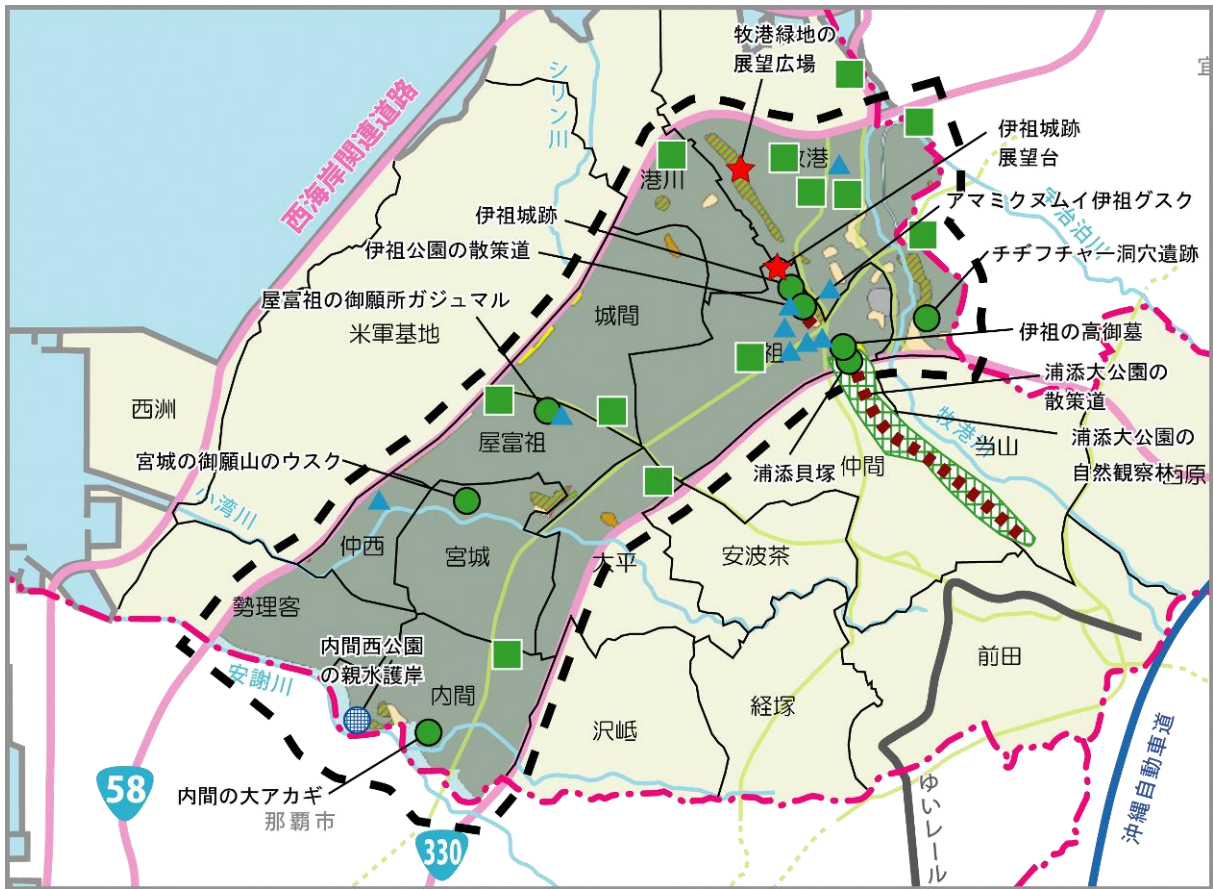 牧港緑地の
展望広場
宜
シリン川
西海岸関連道路
伊祖城跡
展望台
牧港
港川
アマミクヌムイ伊祖グスク
宇治泊川
伊祖城跡
伊祖公園の散策道
チヂフチャー洞穴遺跡
屋富祖の御願所ガジュマル
城間
米軍基地
伊祖の高御墓
祖
浦添大公園の
散策道
西洲
牧港川
当山
浦添大公園の
自然観察林
西原
屋富祖
宮城の御願山のウスク
浦添貝塚
仲間
小湾川
仲西
宮城
大平
安波茶
勢理客
内間西公園
の親水護岸
安謝川
内間
前田
経塚
沢岻
58
内間の大アカギ
那覇市
330
ゆいレール
沖縄自動車道